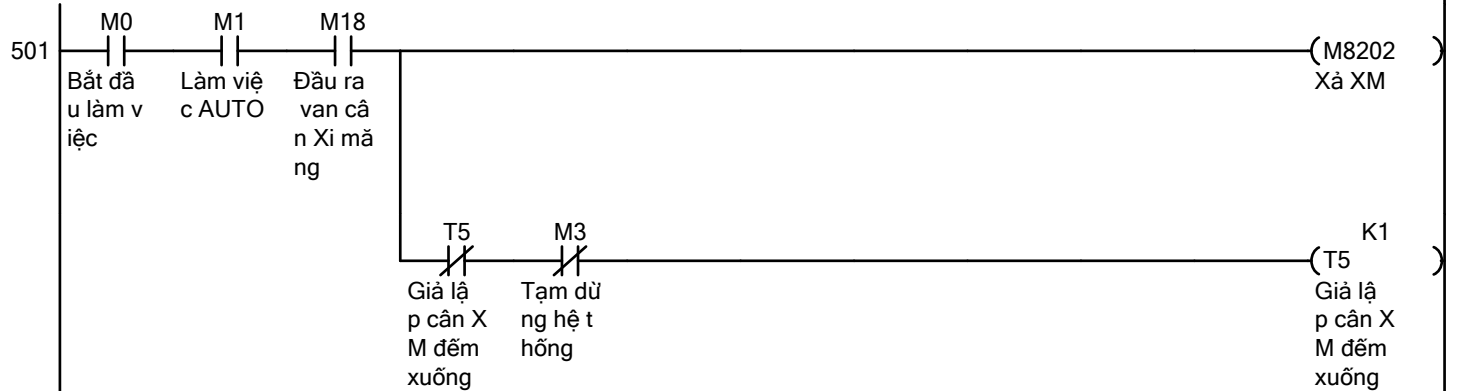 M0 M1 M18
501 M8202
Bắt đầ Làm việ Đầu ra Xả XM
u làm v c AUTO van câ
iệc n Xi mă
ng
T5 M3 K1
T5
Giả lậ Tạm dừ Giả lậ
p cân X ng hệ t p cân X
M đếm hống M đếm
xuống xuống